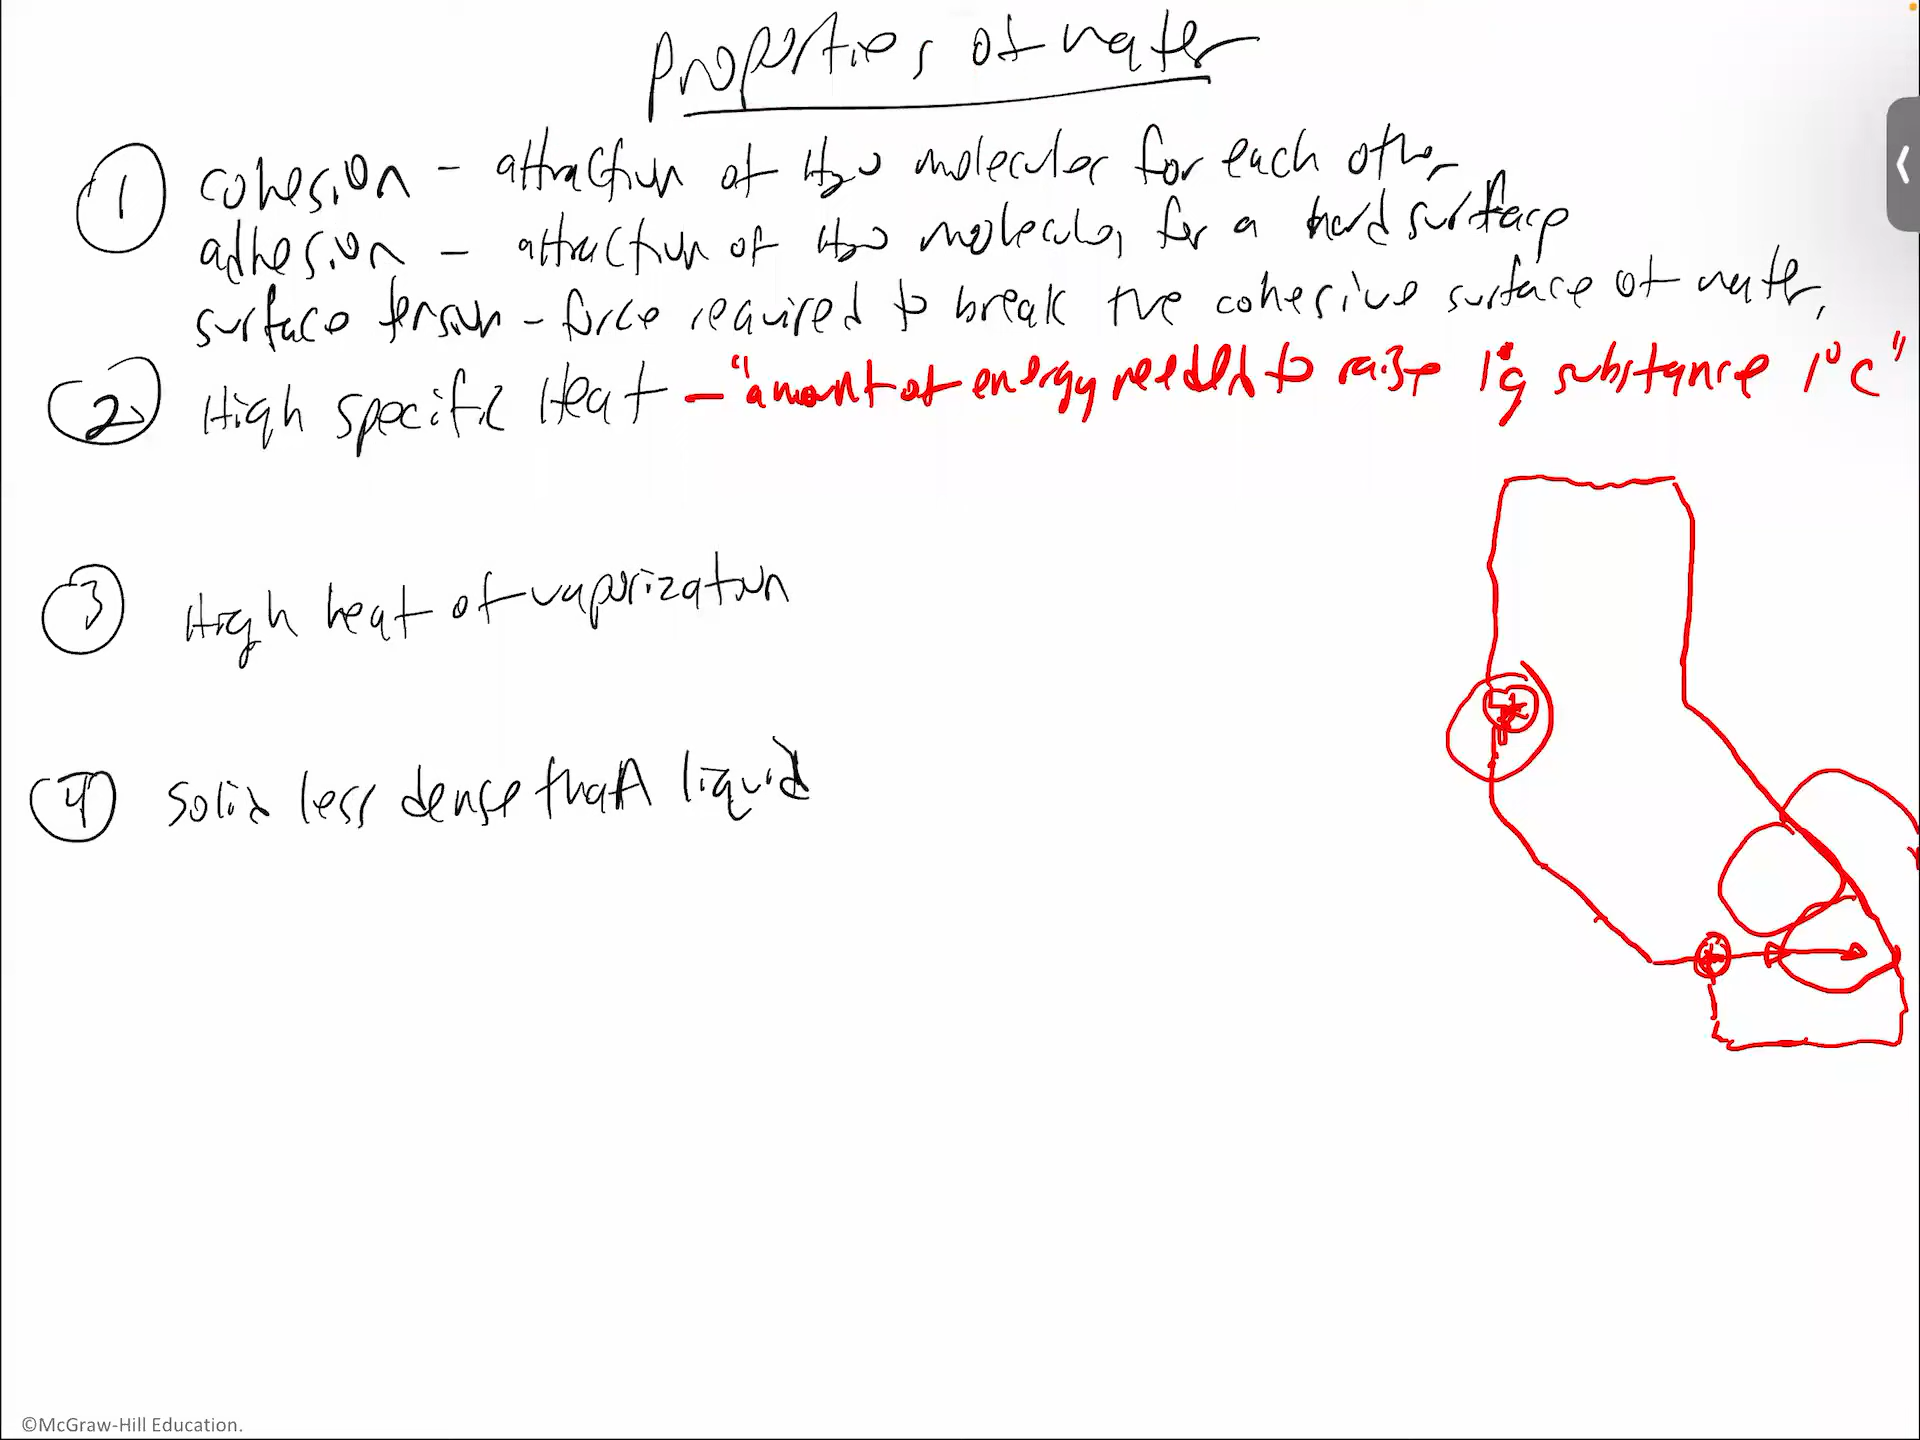 Properties of water
① cohesion - attraction of H2O molecules for each other
adhesion - attraction of H2O molecules for a hard surface
surface tension - force required to break the cohesive surface of water.
② High specific Heat - "amount of energy needed to raise 1g substance 1°C"
③ High heat of vaporization
④ solid less dense than liquid
©McGraw-Hill Education.